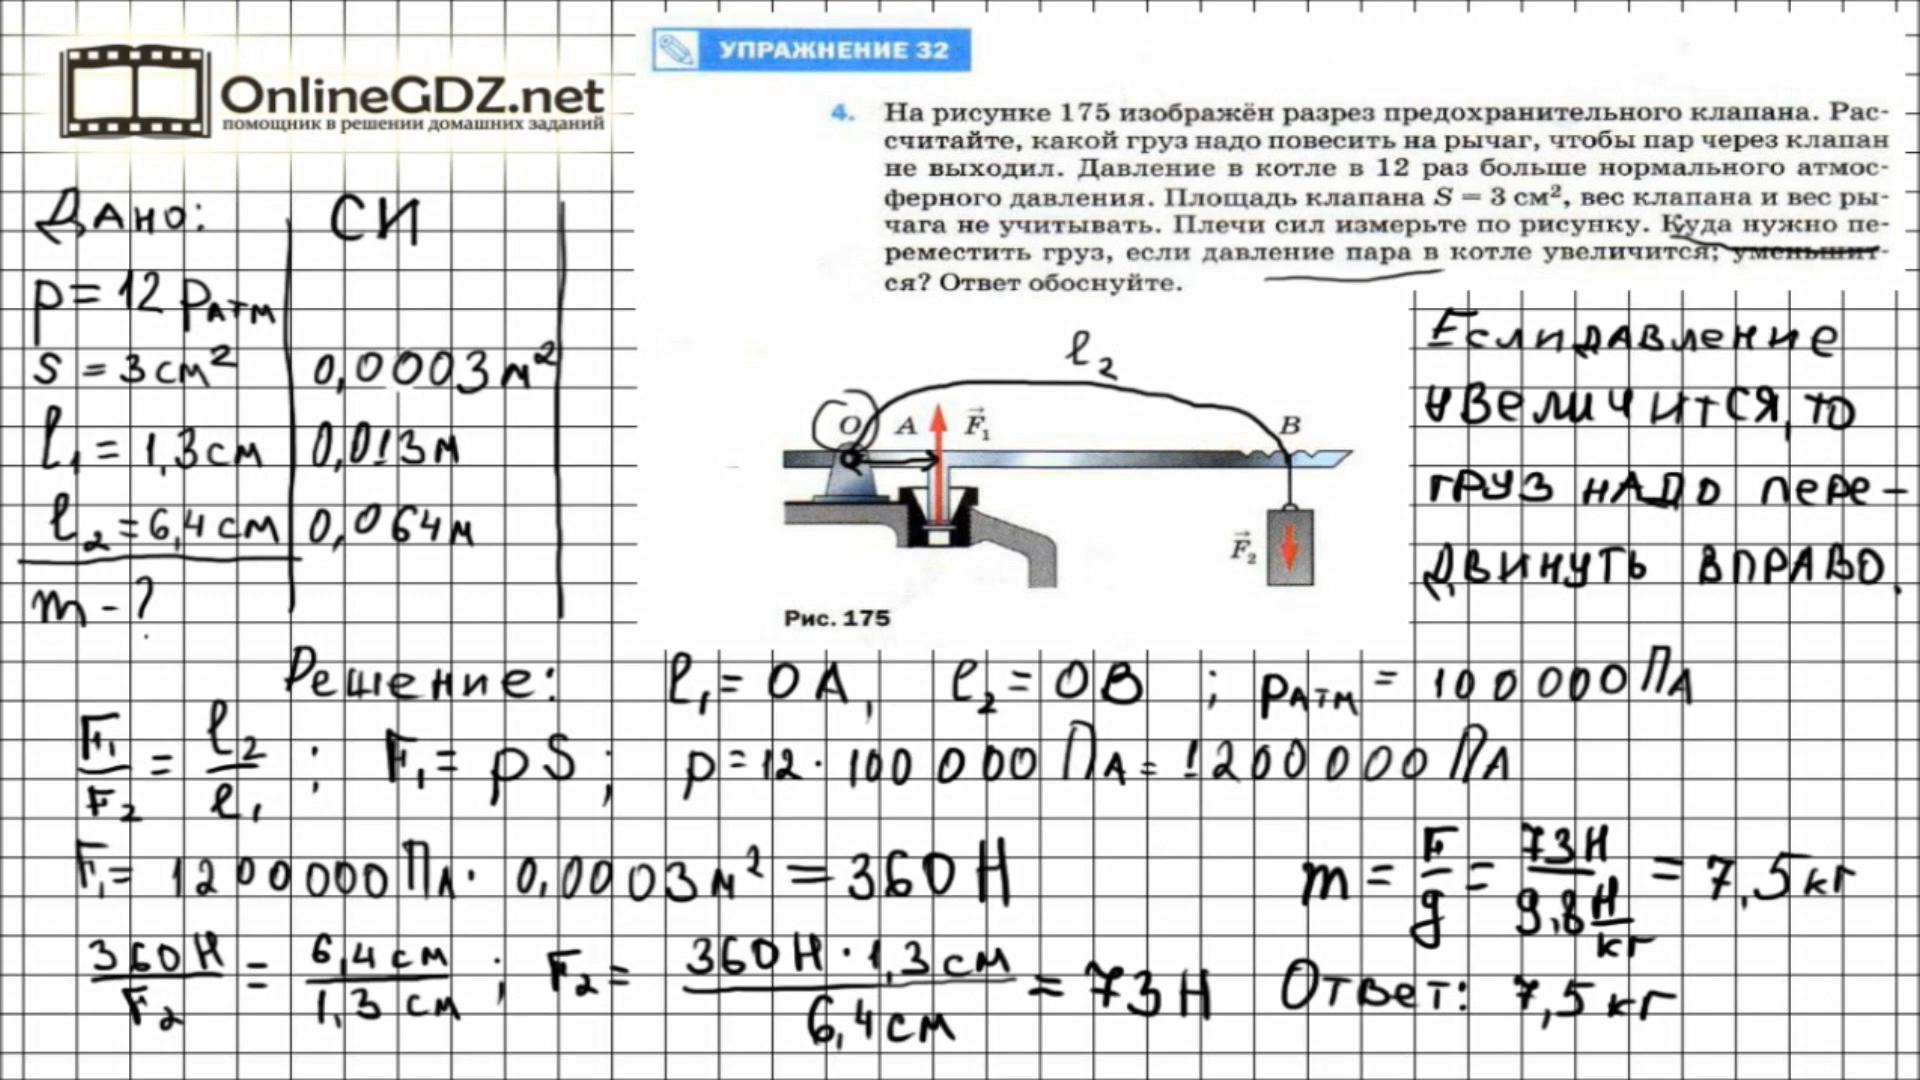 OnlineGDZ.net
помощник в решении домашних заданий
УПРАЖНЕНИЕ 32
4. На рисунке 175 изображён разрез предохранительного клапана. Рас-
считайте, какой груз надо повесить на рычаг, чтобы пар через клапан
не выходил. Давление в котле в 12 раз больше нормального атмос-
ферного давления. Площадь клапана S = 3 см², вес клапана и вес ры-
чага не учитывать. Плечи сил измерьте по рисунку. Куда нужно пе-
реместить груз, если давление пара в котле увеличится; уменьшит-
ся? Ответ обоснуйте.
Дано: СИ
p = 12 pатм
S = 3 см² 0,0003 м²
l₁ = 1,3 см 0,013 м
l₂ = 6,4 см 0,064 м
m - ?
l₂
O A F⃗₁ B
F⃗₂
Рис. 175
Если давление
увеличится, то
груз надо пере-
двинуть вправо.
Решение: l₁ = OA, l₂ = OB ; pатм = 100 000 Па
F₁/F₂ = l₂/l₁ ; F₁ = pS ; p = 12 · 100 000 Па = 1200 000 Па
F₁ = 1200000 Па · 0,0003 м² = 360 Н
m = F/g = 73 Н/9,8 Н/кг = 7,5 кг
360 Н/F₂ = 6,4 см/1,3 см ; F₂ = 360 Н · 1,3 см/6,4 см = 73 Н
Ответ: 7,5 кг